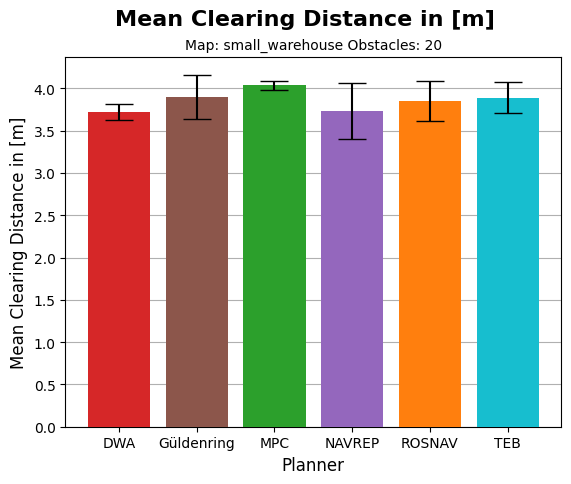 Mean Clearing Distance in [m]
Map: small_warehouse Obstacles: 20
Mean Clearing Distance in [m]
4.0
3.5
3.0
2.5
2.0
1.5
1.0
0.5
0.0
DWA Güldenring MPC NAVREP ROSNAV TEB
Planner